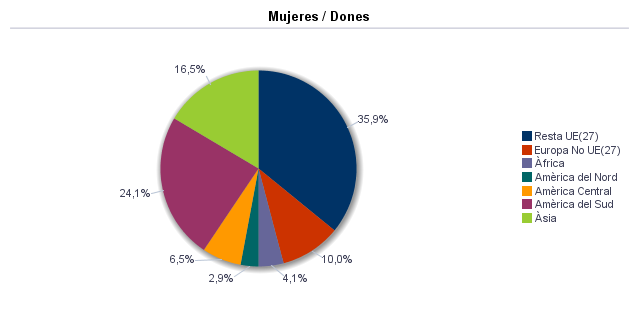 Mujeres / Dones
16,5%
35,9%
24,1%
6,5%
2,9%
4,1%
10,0%
Resta UE(27)
Europa No UE(27)
Àfrica
Amèrica del Nord
Amèrica Central
Amèrica del Sud
Àsia